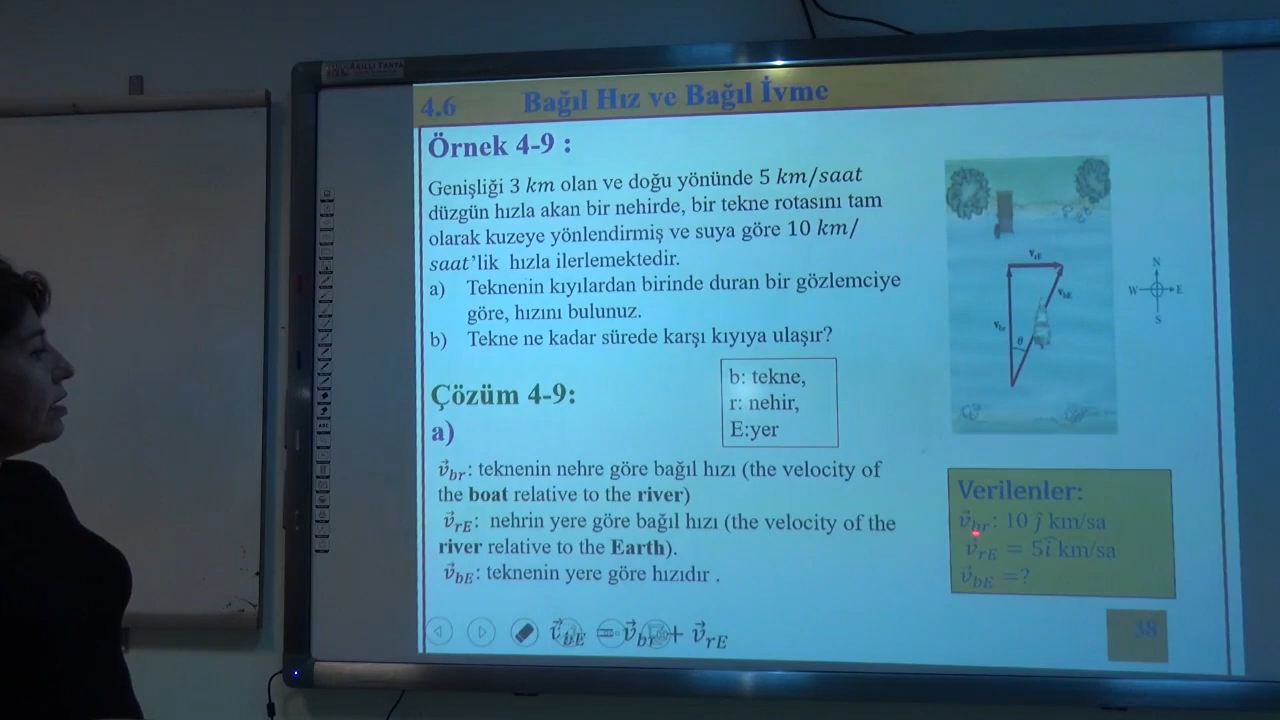 4.6 Bağıl Hız ve Bağıl İvme
Örnek 4-9 :
Genişliği 3 km olan ve doğu yönünde 5 km/saat
düzgün hızla akan bir nehirde, bir tekne rotasını tam
olarak kuzeye yönlendirmiş ve suya göre 10 km/
saat'lik hızla ilerlemektedir.
a) Teknenin kıyılardan birinde duran bir gözlemciye
göre, hızını bulunuz.
b) Tekne ne kadar sürede karşı kıyıya ulaşır?
Çözüm 4-9:
b: tekne,
r: nehir,
E:yer
a)
v⃗br: teknenin nehre göre bağıl hızı (the velocity of
the boat relative to the river)
v⃗rE: nehrin yere göre bağıl hızı (the velocity of the
river relative to the Earth).
v⃗bE: teknenin yere göre hızıdır .
v⃗bE = v⃗br + v⃗rE
vrE
vbE
vbr
θ
N
W E
S
Verilenler:
v⃗br: 10 ĵ km/sa
v⃗rE = 5î km/sa
v⃗bE =?
38
ABC